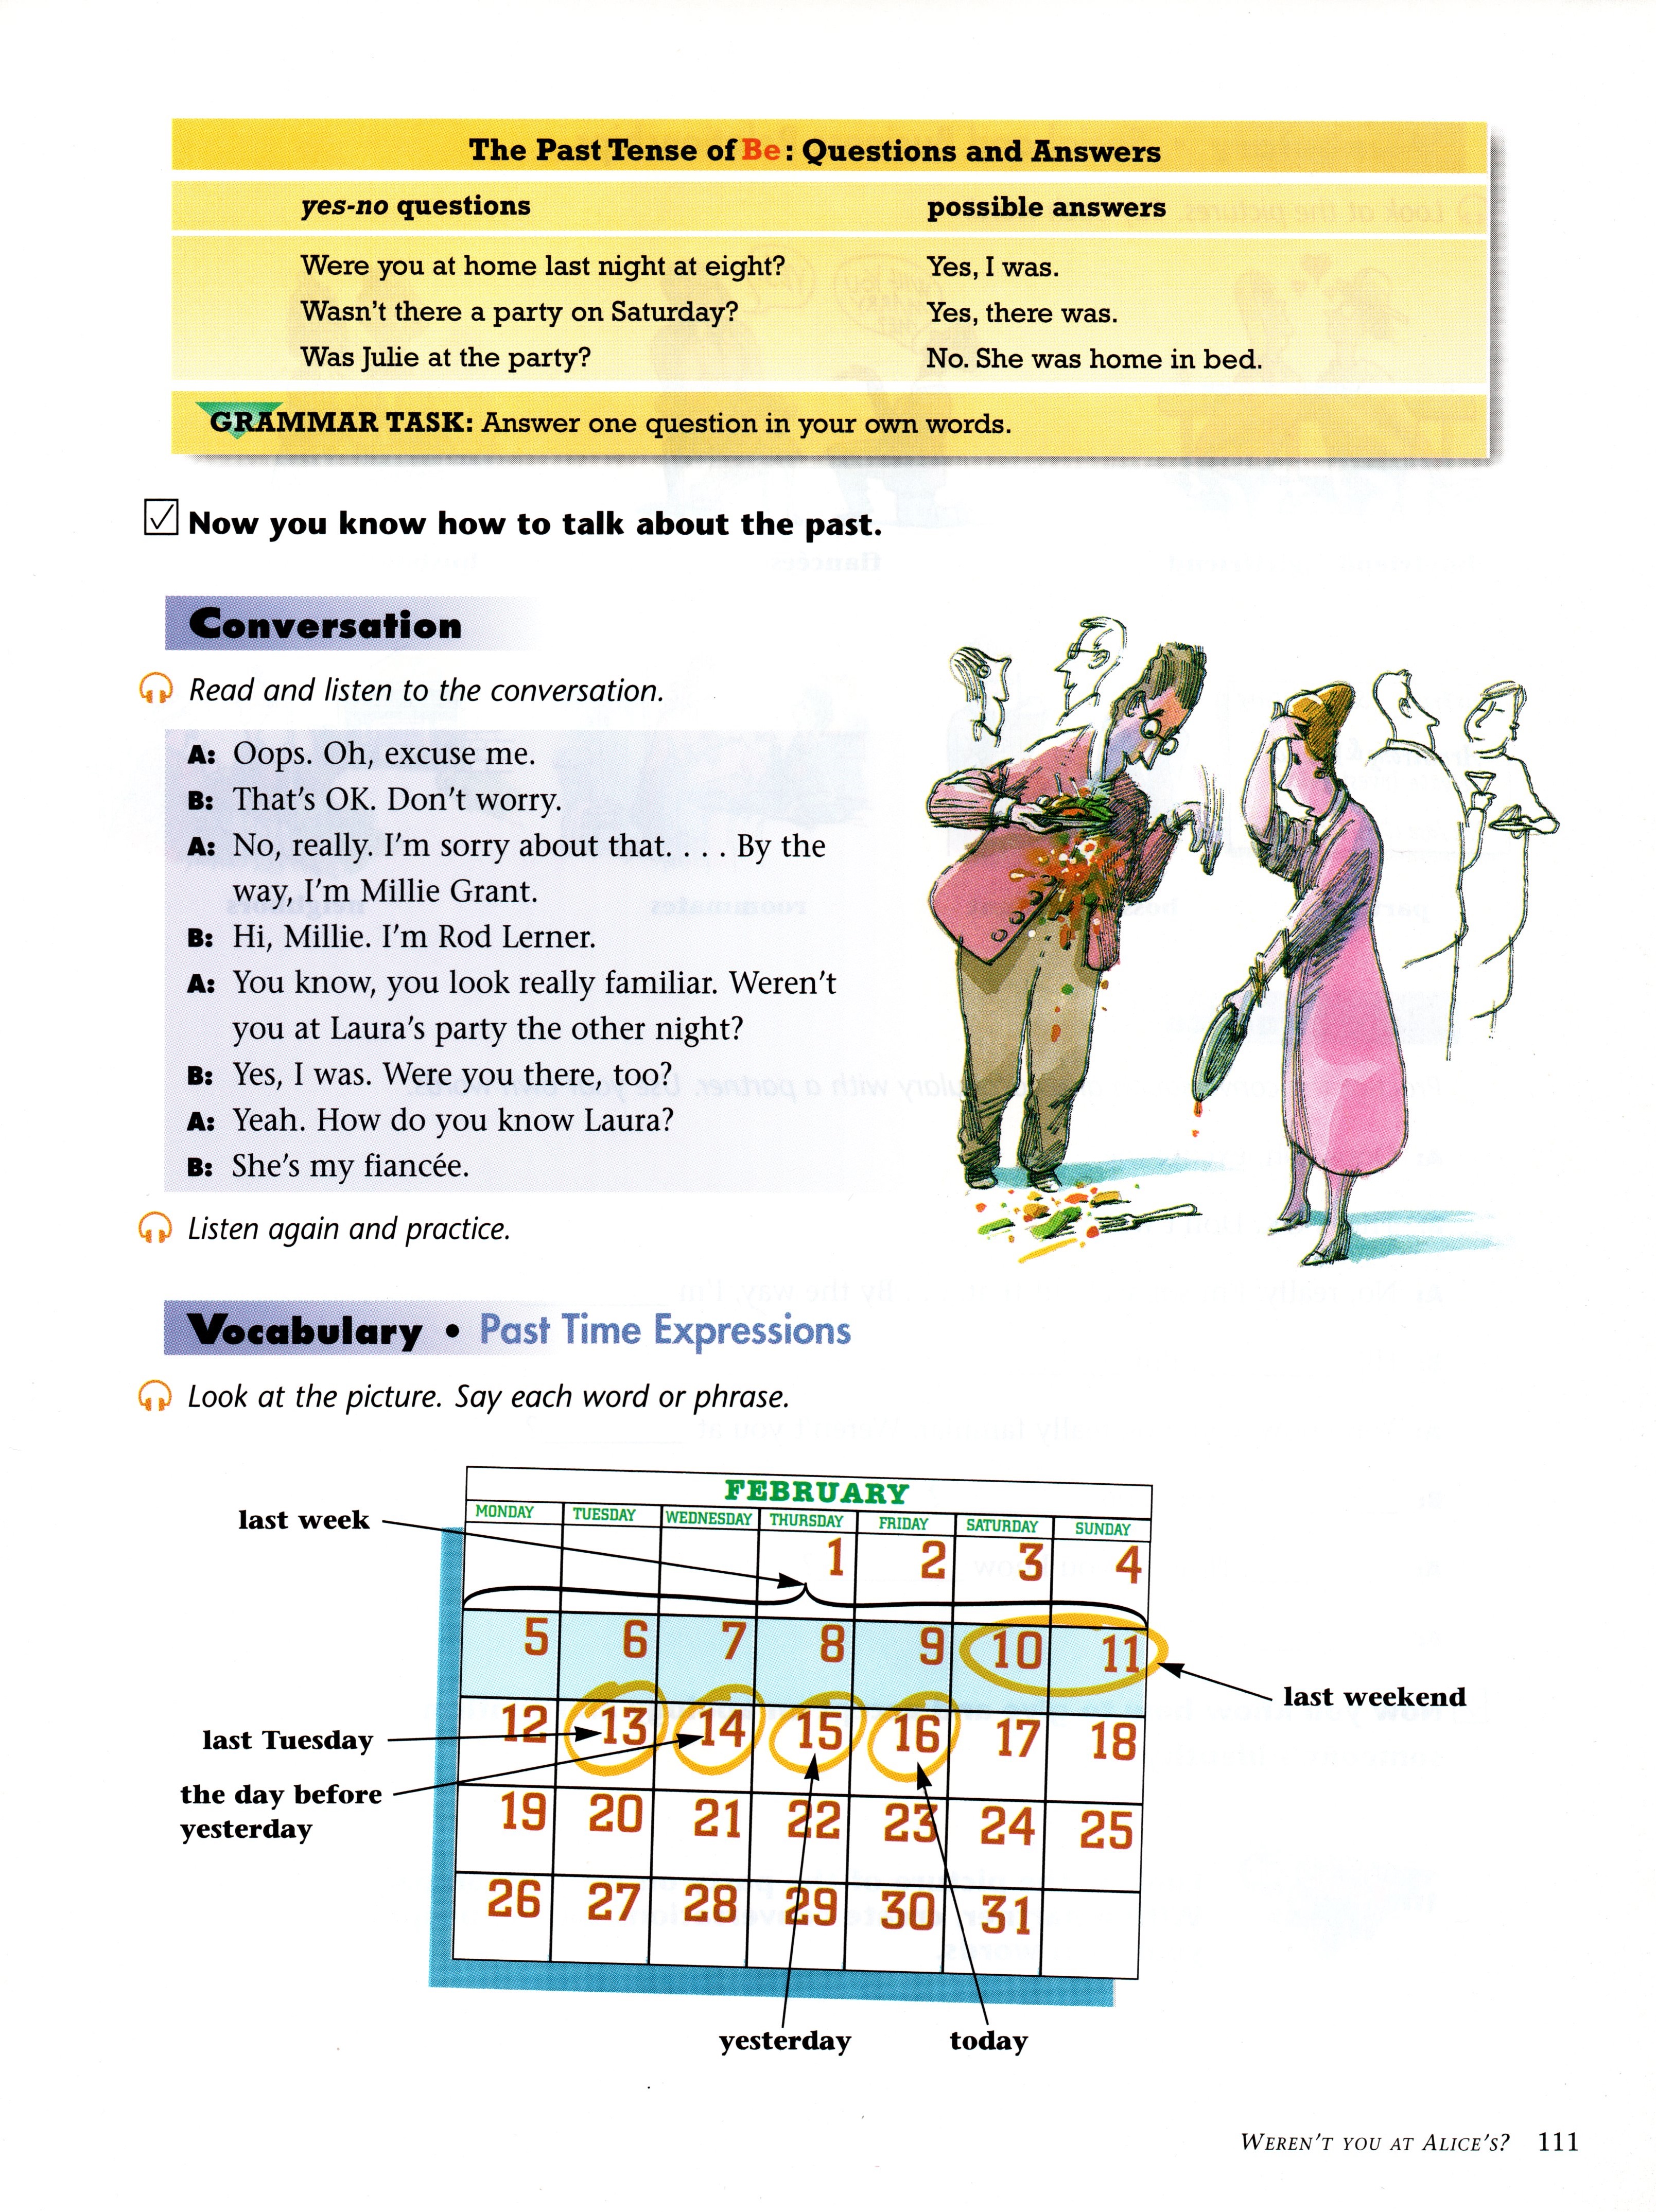 The Past Tense of Be: Questions and Answers
yes-no questions possible answers
Were you at home last night at eight? Yes, I was.
Wasn't there a party on Saturday? Yes, there was.
Was Julie at the party? No. She was home in bed.
GRAMMAR TASK: Answer one question in your own words.
Now you know how to talk about the past.
Conversation
Read and listen to the conversation.
A: Oops. Oh, excuse me.
B: That's OK. Don't worry.
A: No, really. I'm sorry about that. . . . By the
way, I'm Millie Grant.
B: Hi, Millie. I'm Rod Lerner.
A: You know, you look really familiar. Weren't
you at Laura's party the other night?
B: Yes, I was. Were you there, too?
A: Yeah. How do you know Laura?
B: She's my fiancée.
Listen again and practice.
Vocabulary • Past Time Expressions
Look at the picture. Say each word or phrase.
FEBRUARY
MONDAY TUESDAY WEDNESDAY THURSDAY FRIDAY SATURDAY SUNDAY
last week
1 2 3 4
5 6 7 8 9 10 11
last weekend
12 13 14 15 16 17 18
last Tuesday
the day before
yesterday
19 20 21 22 23 24 25
26 27 28 29 30 31
yesterday today
WEREN'T YOU AT ALICE'S? 111